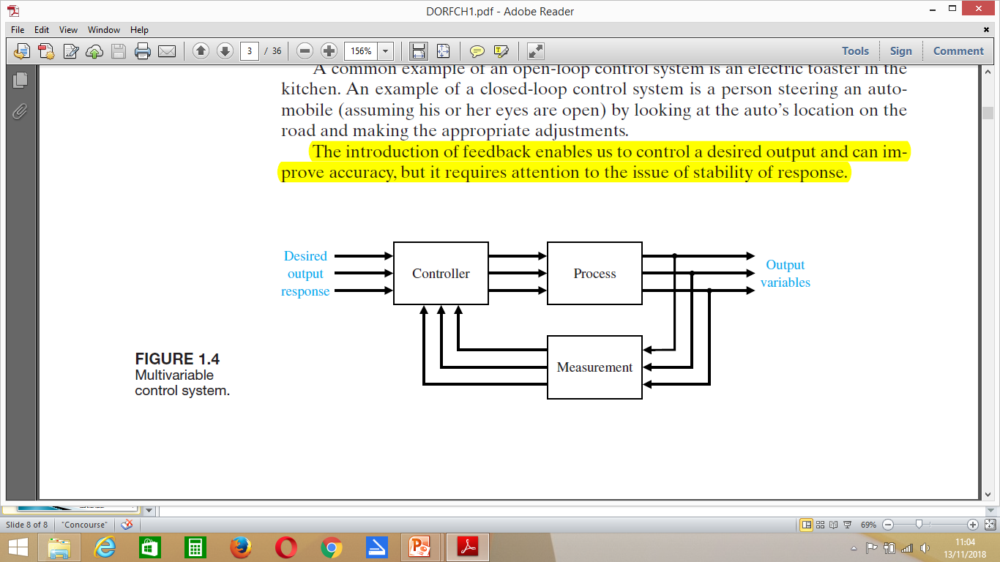 DORFCH1.pdf - Adobe Reader
File Edit View Window Help
3 / 36 156% Tools Sign Comment
A common example of an open-loop control system is an electric toaster in the
kitchen. An example of a closed-loop control system is a person steering an auto-
mobile (assuming his or her eyes are open) by looking at the auto's location on the
road and making the appropriate adjustments.
The introduction of feedback enables us to control a desired output and can im-
prove accuracy, but it requires attention to the issue of stability of response.
Desired
output
response
Controller
Process
Output
variables
Measurement
FIGURE 1.4
Multivariable
control system.
Slide 8 of 8 "Concourse" 69%
11:04
13/11/2018